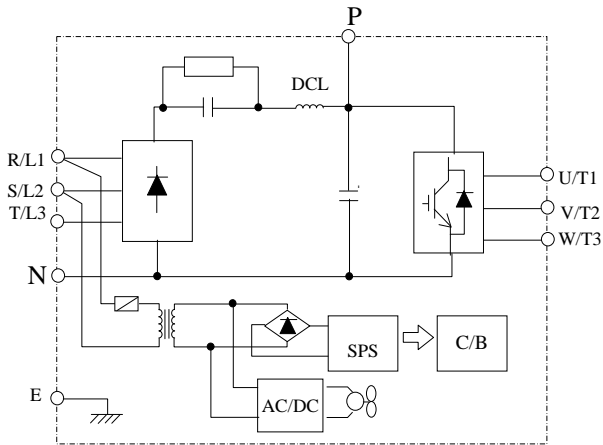 P
DCL
R/L1
S/L2
T/L3
U/T1
V/T2
W/T3
N
SPS
C/B
E
AC/DC